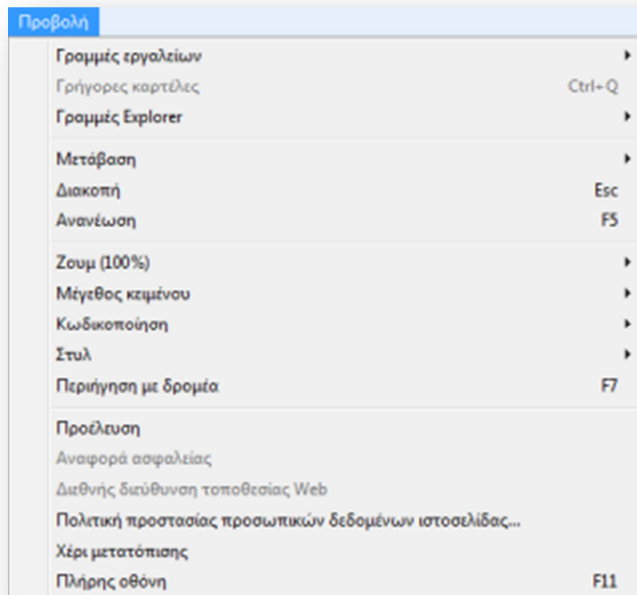 Προβολή
Γραμμές εργαλείων
Γρήγορες καρτέλες Ctrl+Q
Γραμμές Explorer
Μετάβαση
Διακοπή Esc
Ανανέωση F5
Ζουμ (100%)
Μέγεθος κειμένου
Κωδικοποίηση
Στυλ
Περιήγηση με δρομέα F7
Προέλευση
Αναφορά ασφαλείας
Διεθνής διεύθυνση τοποθεσίας Web
Πολιτική προστασίας προσωπικών δεδομένων ιστοσελίδας...
Χέρι μετατόπισης
Πλήρης οθόνη F11